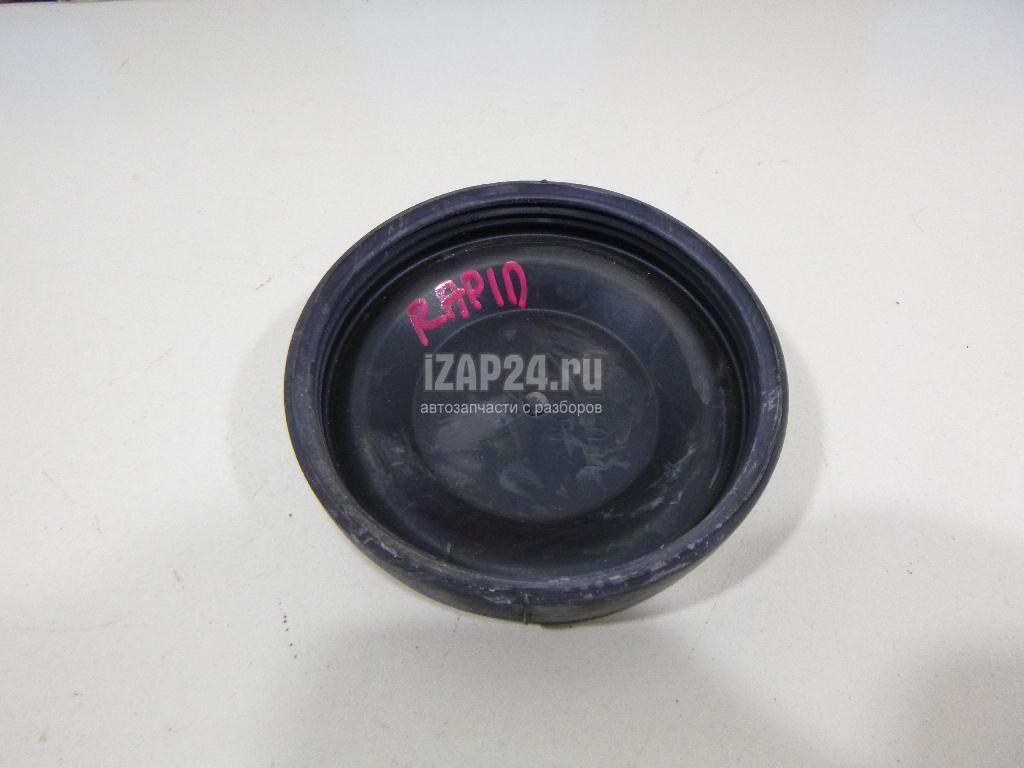 RAPID
iZAP24.ru
автозапчасти с разборов